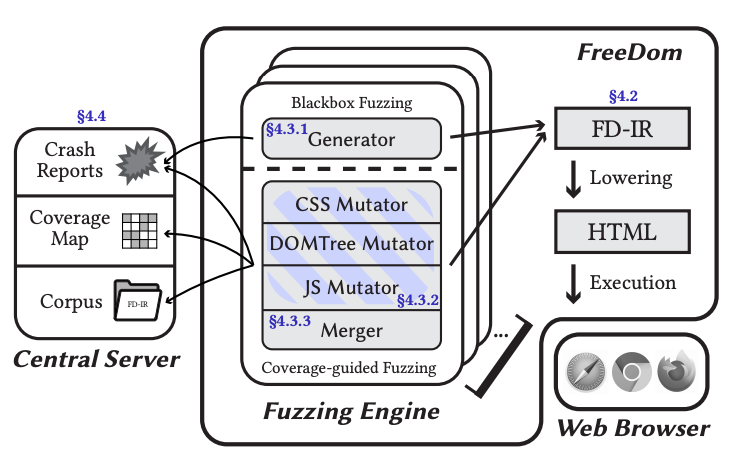 FreeDom
§4.4
Crash
Reports
Coverage
Map
Corpus
FD-IR
Central Server
Blackbox Fuzzing
§4.3.1
Generator
CSS Mutator
DOMTree Mutator
JS Mutator
§4.3.2
§4.3.3
Merger
Coverage-guided Fuzzing
...
Fuzzing Engine
§4.2
FD-IR
Lowering
HTML
Execution
Web Browser